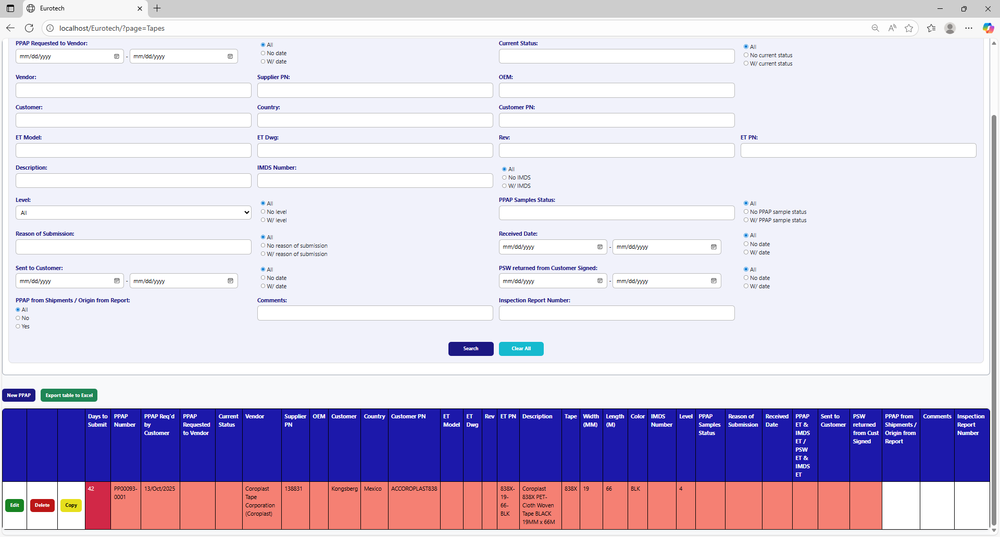 Eurotech
localhost/Eurotech/?page=Tapes
PPAP Requested to Vendor:
mm/dd/yyyy - mm/dd/yyyy
All
No date
W/ date
Current Status:
All
No current status
W/ current status
Vendor:
Supplier PN:
OEM:
Customer:
Country:
Customer PN:
ET Model:
ET Dwg:
Rev:
ET PN:
Description:
IMDS Number:
All
No IMDS
W/ IMDS
Level:
All
All
No level
W/ level
PPAP Samples Status:
All
No PPAP sample status
W/ PPAP sample status
Reason of Submission:
All
No reason of submission
W/ reason of submission
Received Date:
mm/dd/yyyy - mm/dd/yyyy
All
No date
W/ date
Sent to Customer:
mm/dd/yyyy - mm/dd/yyyy
All
No date
W/ date
PSW returned from Customer Signed:
mm/dd/yyyy - mm/dd/yyyy
All
No date
W/ date
PPAP from Shipments / Origin from Report:
All
No
Yes
Comments:
Inspection Report Number:
Search
Clear All
New PPAP
Export table to Excel
Days to
Submit
PPAP
Number
PPAP Req'd
by
Customer
PPAP
Requested
to Vendor
Current
Status
Vendor
Supplier
PN
OEM
Customer
Country
Customer PN
ET
Model
ET
Dwg
Rev
ET PN
Description
Tape
Width
(MM)
Length
(M)
Color
IMDS
Number
Level
PPAP
Samples
Status
Reason of
Submission
Received
Date
PPAP
ET &
IMDS
ET /
PSW
ET &
IMDS
ET
Sent to
Customer
PSW
returned
from Cust
Signed
PPAP from
Shipments /
Origin from
Report
Comments
Inspection
Report
Number
Edit
Delete
Copy
42
PP00093-
0001
13/Oct/2025
Coroplast
Tape
Corporation
(Coroplast)
138831
Kongsberg
Mexico
ACCOROPLAST838
838X-
19-
66-
BLK
Coroplast
838X PET-
Cloth Woven
Tape BLACK
19MM x 66M
838X
19
66
BLK
4